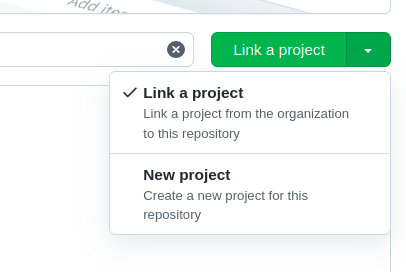 Add iter
Link a project
Link a project
Link a project from the organization
to this repository
New project
Create a new project for this
repository